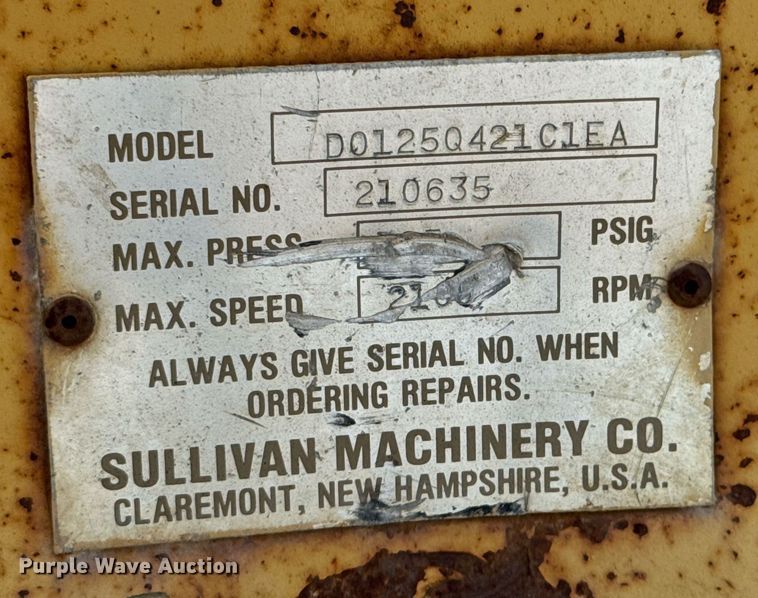 MODEL D0125Q421C1EA
SERIAL NO. 210635
MAX. PRESS PSIG
MAX. SPEED RPM
ALWAYS GIVE SERIAL NO. WHEN
ORDERING REPAIRS.
SULLIVAN MACHINERY CO.
CLAREMONT, NEW HAMPSHIRE, U.S.A.
Purple Wave Auction